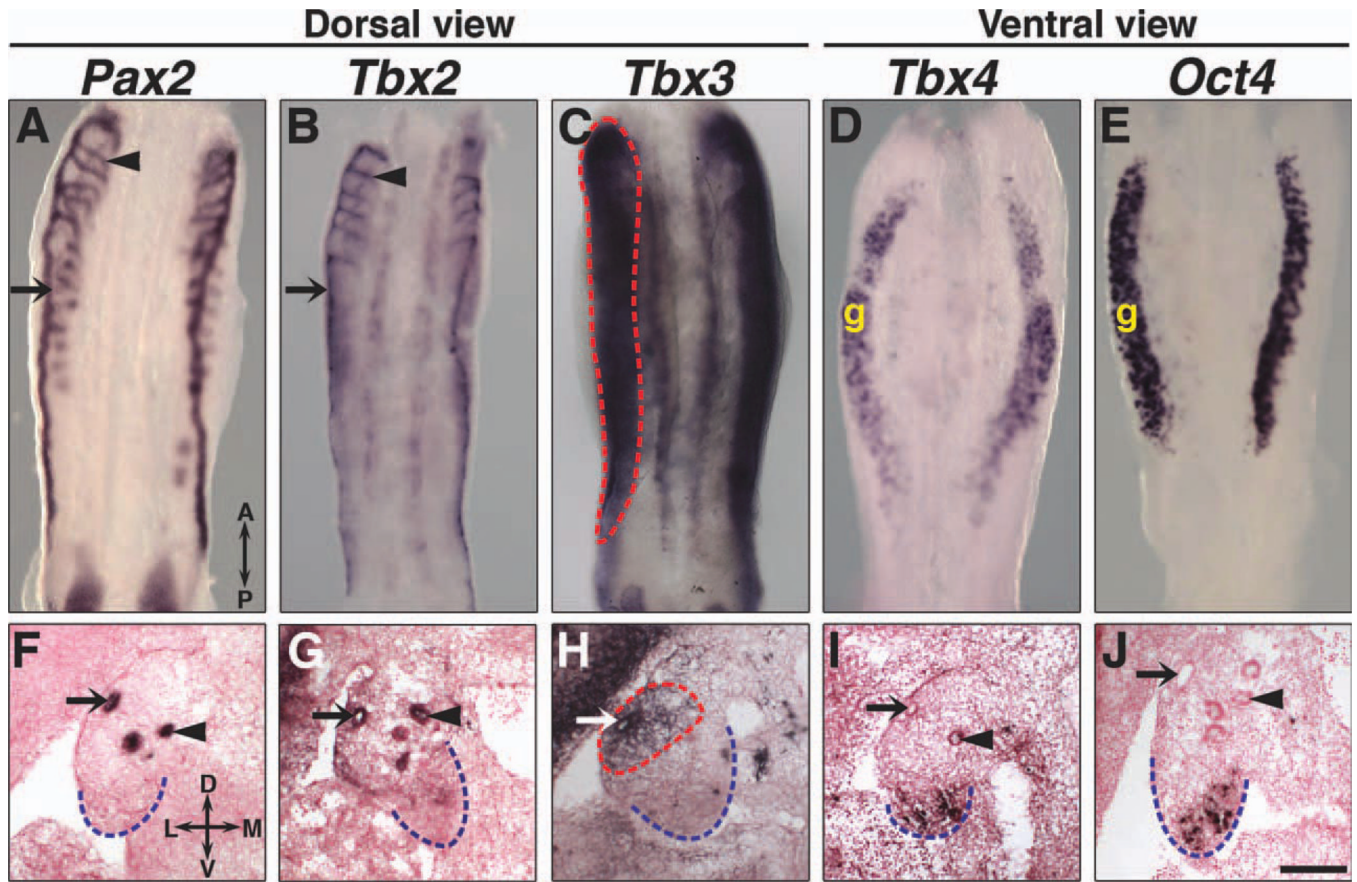 Dorsal view Ventral view
Pax2 Tbx2 Tbx3 Tbx4 Oct4
A B C D E
g g
A
P
F G H I J
D
L M
V